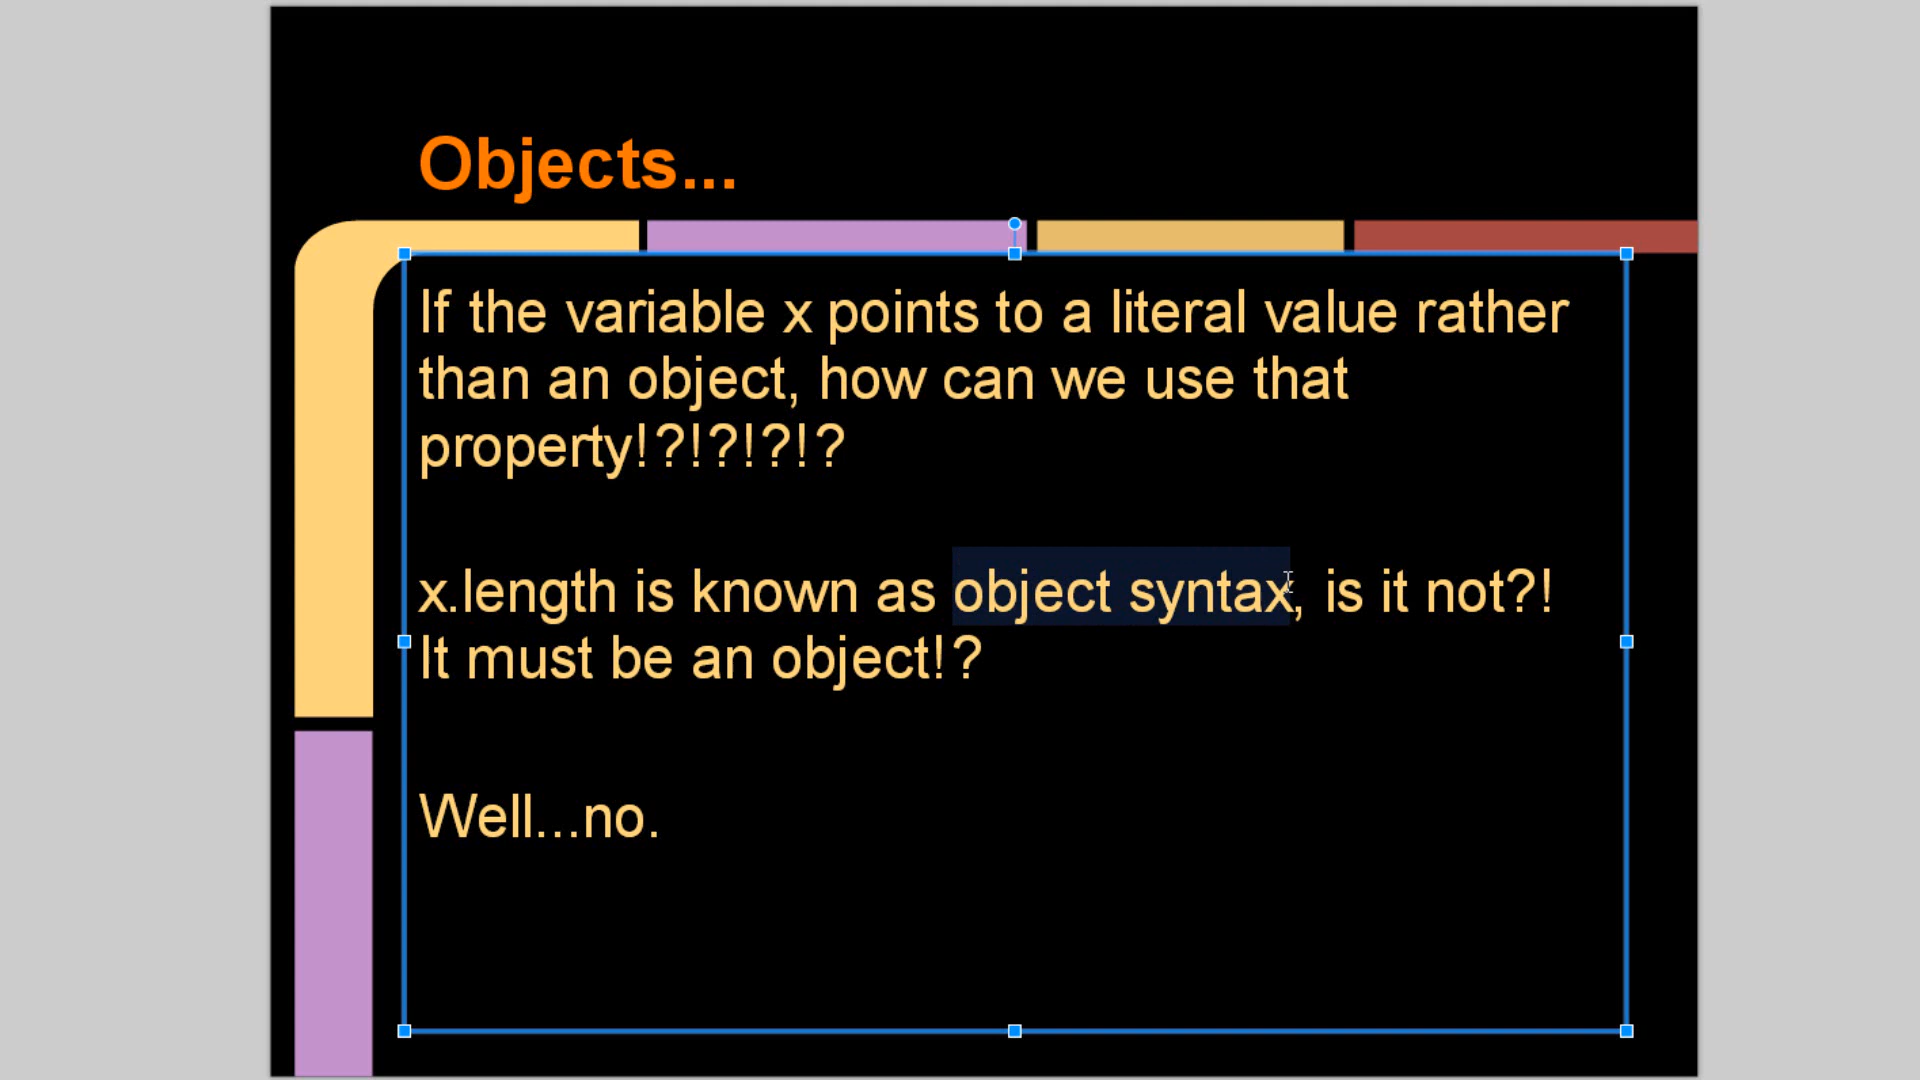 Objects...
If the variable x points to a literal value rather
than an object, how can we use that
property!?!?!?!?
x.length is known as object syntax, is it not?!
It must be an object!?
Well...no.